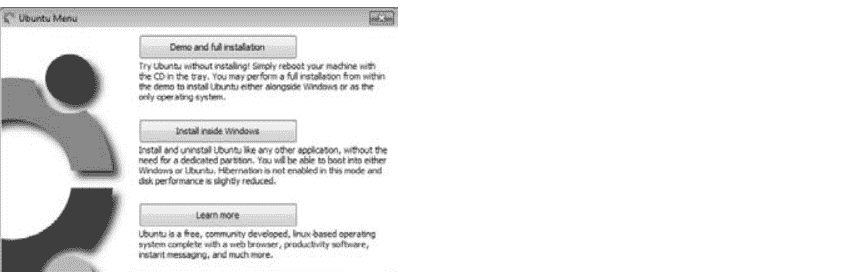 Ubuntu Menu
Demo and full installation
Try Ubuntu without installing! Simply reboot your machine with
the CD in the tray. You may perform a full installation from within
the demo to install Ubuntu either alongside Windows or as the
only operating system.
Install inside Windows
Install and uninstall Ubuntu like any other application, without the
need for a dedicated partition. You will be able to boot into either
Windows or Ubuntu. Hibernation is not enabled in this mode and
disk performance is slightly reduced.
Learn more
Ubuntu is a free, community developed, linux-based operating
system complete with a web browser, productivity software,
instant messaging, and much more.